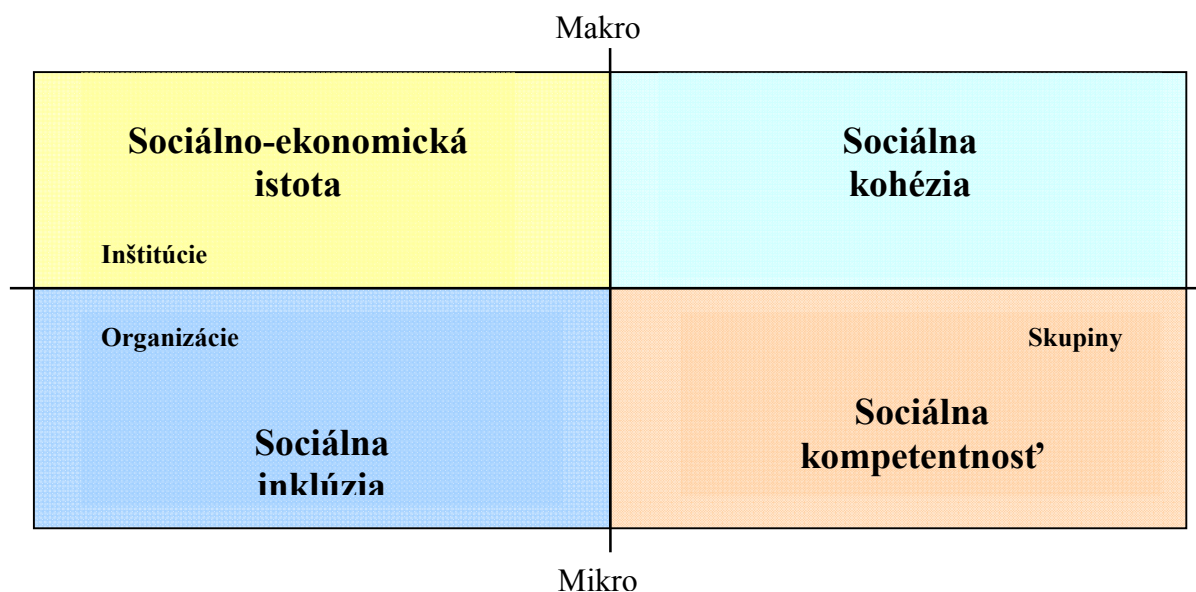 Makro
Sociálno-ekonomická
istota
Inštitúcie
Sociálna
kohézia
Organizácie
Sociálna
inklúzia
Skupiny
Sociálna
kompetentnosť
Mikro